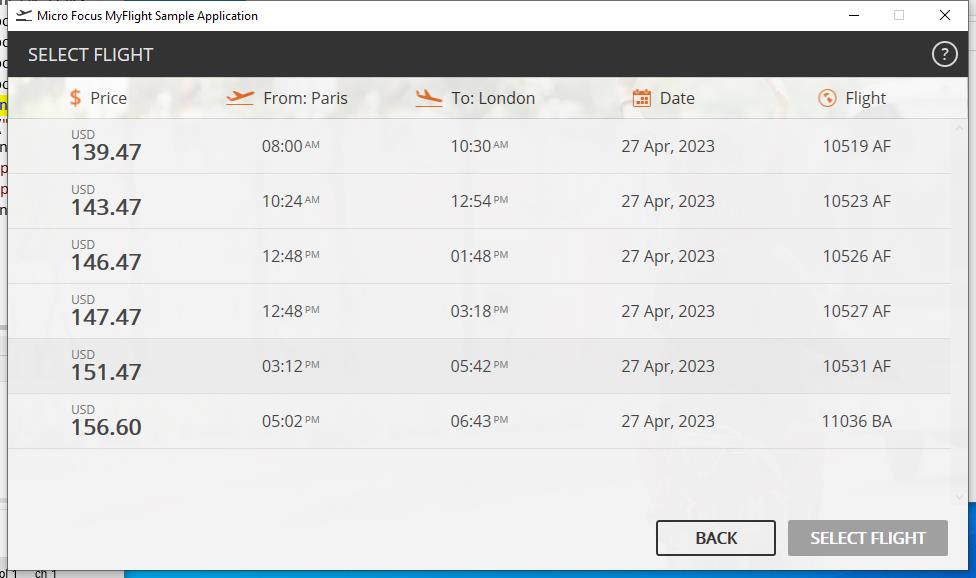 Micro Focus MyFlight Sample Application
SELECT FLIGHT ?
$ Price From: Paris To: London Date Flight
USD
139.47 08:00 AM 10:30 AM 27 Apr, 2023 10519 AF
USD
143.47 10:24 AM 12:54 PM 27 Apr, 2023 10523 AF
USD
146.47 12:48 PM 01:48 PM 27 Apr, 2023 10526 AF
USD
147.47 12:48 PM 03:18 PM 27 Apr, 2023 10527 AF
USD
151.47 03:12 PM 05:42 PM 27 Apr, 2023 10531 AF
USD
156.60 05:02 PM 06:43 PM 27 Apr, 2023 11036 BA
BACK SELECT FLIGHT
ch 1